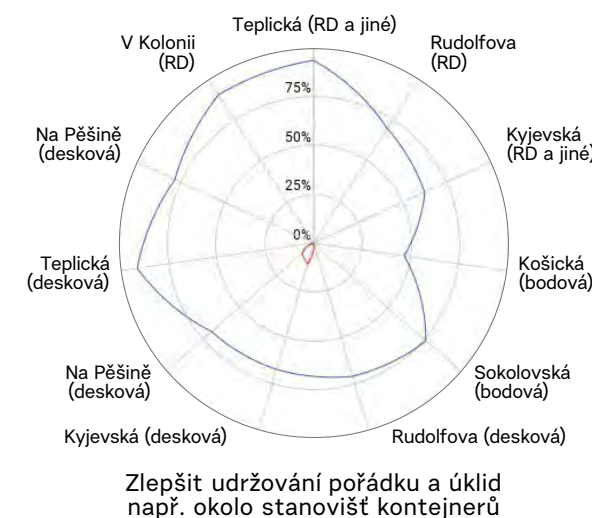 Teplická (RD a jiné)
V Kolonii
(RD)
Rudolfova
(RD)
75%
Na Pěšině
(desková)
Kyjevská
(RD a jiné)
50%
25%
0%
Teplická
(desková)
Košická
(bodová)
Na Pěšině
(desková)
Sokolovská
(bodová)
Kyjevská (desková)
Rudolfova (desková)
Zlepšit udržování pořádku a úklid
např. okolo stanovišť kontejnerů